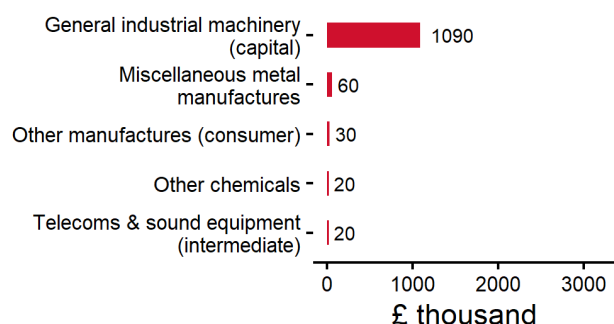 General industrial machinery
(capital)
1090
Miscellaneous metal
manufactures
60
Other manufactures (consumer)
30
Other chemicals
20
Telecoms & sound equipment
(intermediate)
20
0 1000 2000 3000
£ thousand